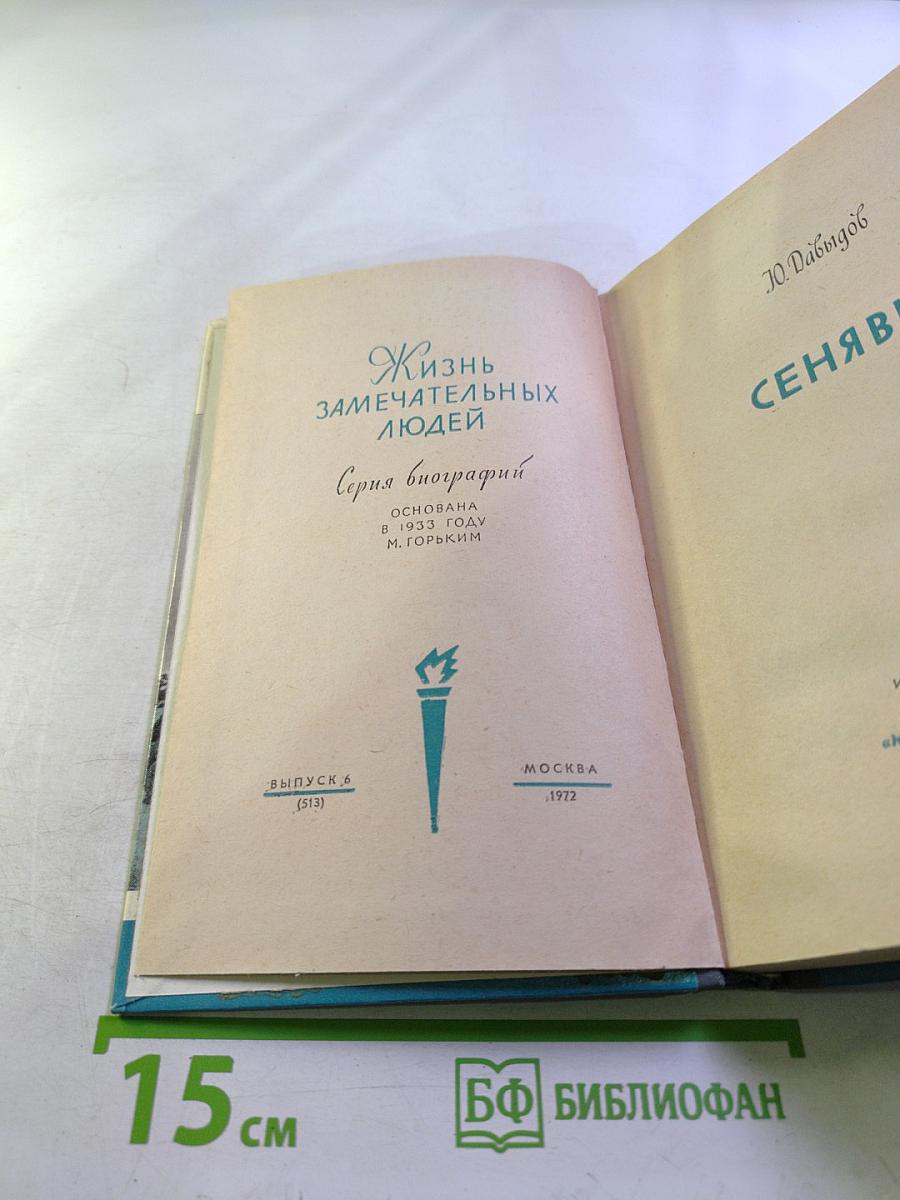 Жизнь
ЗАМЕЧАТЕЛЬНЫХ
ЛЮДЕЙ
Серия биографий
ОСНОВАНА
В 1933 ГОДУ
М. ГОРЬКИМ
ВЫПУСК 6
(513)
МОСКВА
1972
Ю. Давыдов
СЕНЯВ
15 см
БФ БИБЛИОФАН